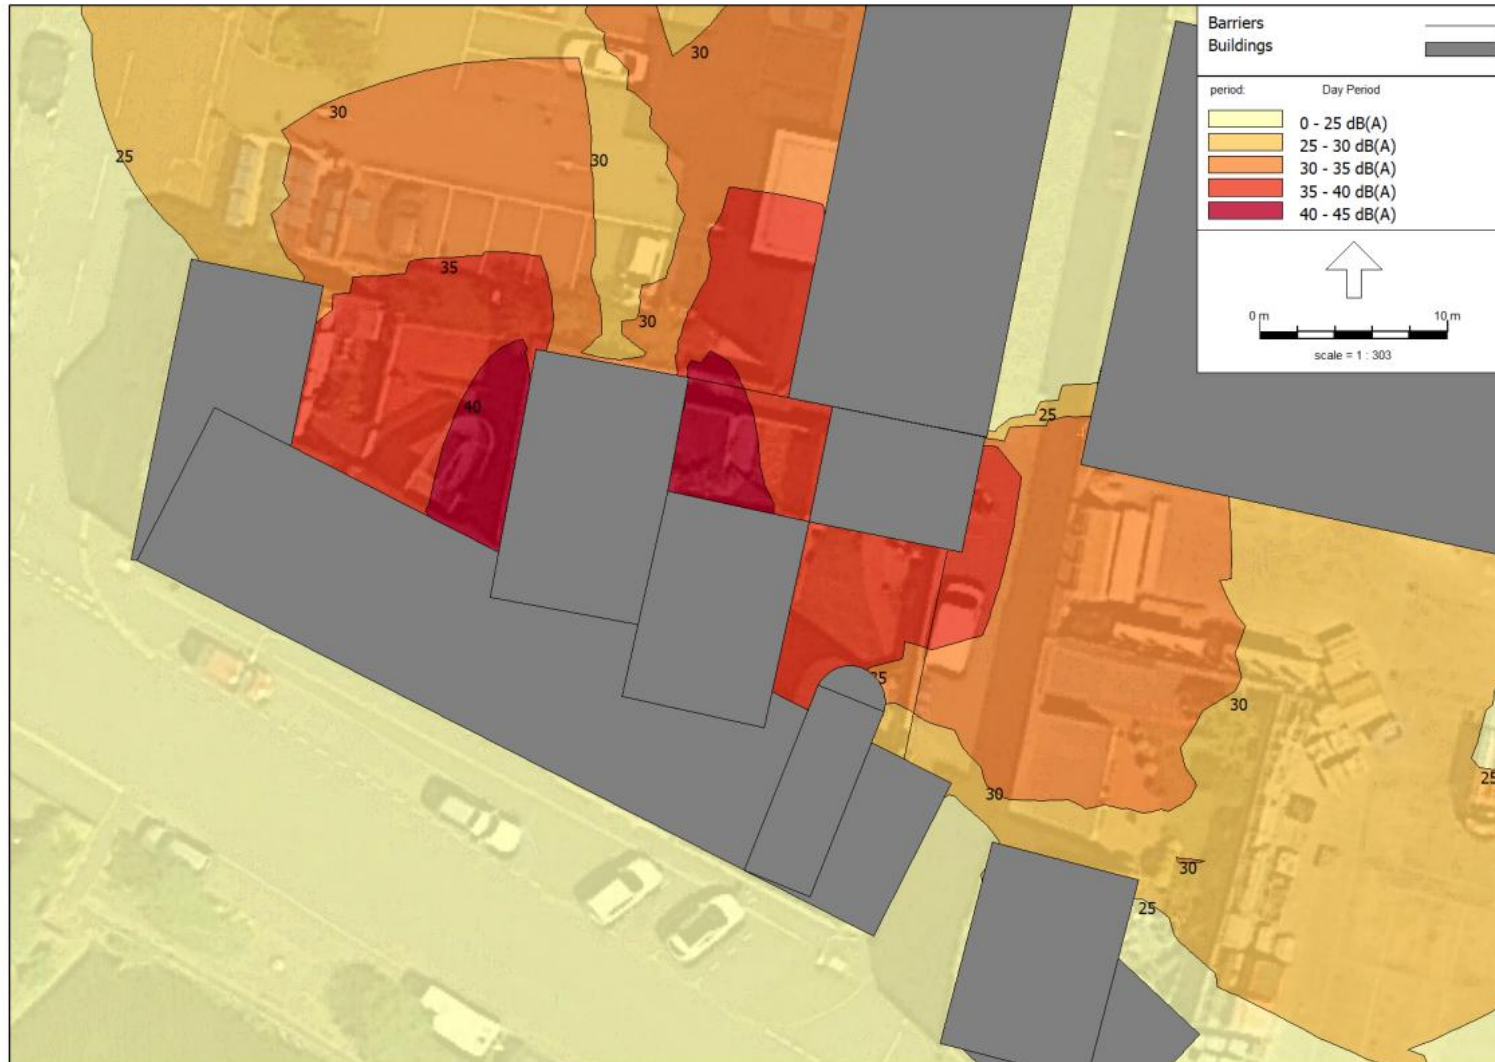 Barriers
Buildings
period: Day Period
0 - 25 dB(A)
25 - 30 dB(A)
30 - 35 dB(A)
35 - 40 dB(A)
40 - 45 dB(A)
0 m 10 m
scale = 1 : 303
30
30
25
30
35
30
40
25
35
30
30
25
30
25